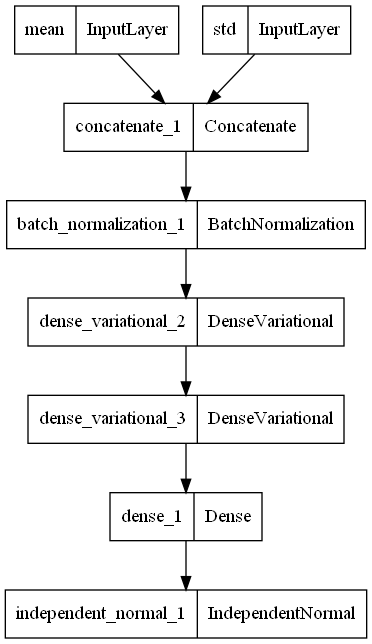 mean InputLayer std InputLayer
concatenate_1 Concatenate
batch_normalization_1 BatchNormalization
dense_variational_2 DenseVariational
dense_variational_3 DenseVariational
dense_1 Dense
independent_normal_1 IndependentNormal